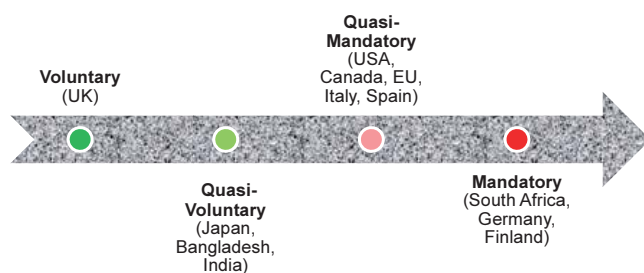 Voluntary
(UK)
Quasi-
Voluntary
(Japan,
Bangladesh,
India)
Quasi-
Mandatory
(USA,
Canada, EU,
Italy, Spain)
Mandatory
(South Africa,
Germany,
Finland)